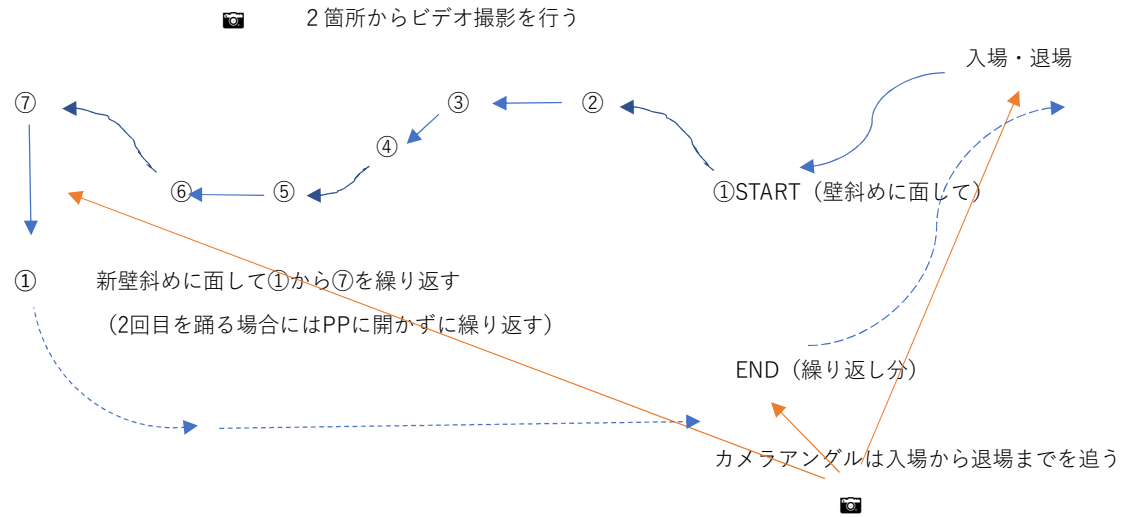 ２箇所からビデオ撮影を行う
入場・退場
⑦
③
②
④
⑥
⑤
①START（壁斜めに面して）
①
新壁斜めに面して①から⑦を繰り返す
（2回目を踊る場合にはPPに開かずに繰り返す）
END（繰り返し分）
カメラアングルは入場から退場までを追う